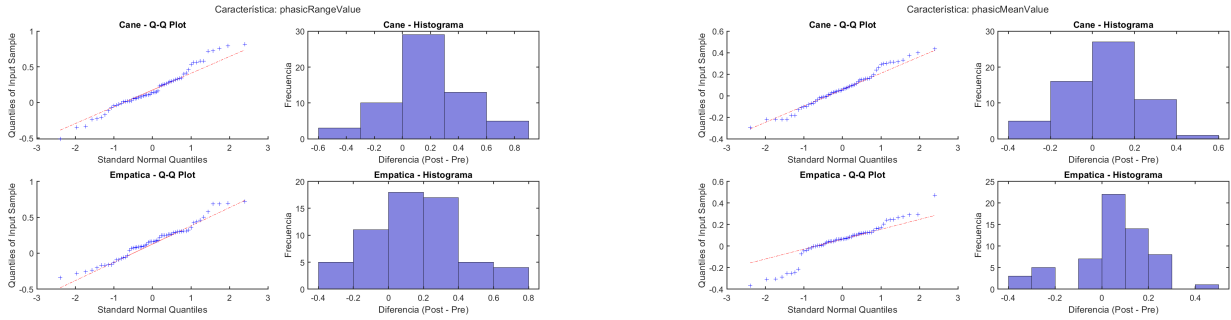 Característica: phasicRangeValue
Cane - Q-Q Plot
Quantiles of Input Sample
1
0.5
0
-0.5
-3 -2 -1 0 1 2 3
Standard Normal Quantiles
Cane - Histograma
Frecuencia
30
20
10
0
-0.6 -0.3 0 0.3 0.6 0.9
Diferencia (Post - Pre)
Empatica - Q-Q Plot
Quantiles of Input Sample
1
0.5
0
-0.5
-3 -2 -1 0 1 2 3
Standard Normal Quantiles
Empatica - Histograma
Frecuencia
20
15
10
5
0
-0.4 -0.2 0 0.2 0.4 0.6 0.8
Diferencia (Post - Pre)
Característica: phasicMeanValue
Cane - Q-Q Plot
Quantiles of Input Sample
0.6
0.4
0.2
0
-0.2
-0.4
-3 -2 -1 0 1 2 3
Standard Normal Quantiles
Cane - Histograma
Frecuencia
30
20
10
0
-0.4 -0.2 0 0.2 0.4 0.6
Diferencia (Post - Pre)
Empatica - Q-Q Plot
Quantiles of Input Sample
0.6
0.4
0.2
0
-0.2
-0.4
-3 -2 -1 0 1 2 3
Standard Normal Quantiles
Empatica - Histograma
Frecuencia
25
20
15
10
5
0
-0.4 -0.2 0 0.2 0.4
Diferencia (Post - Pre)